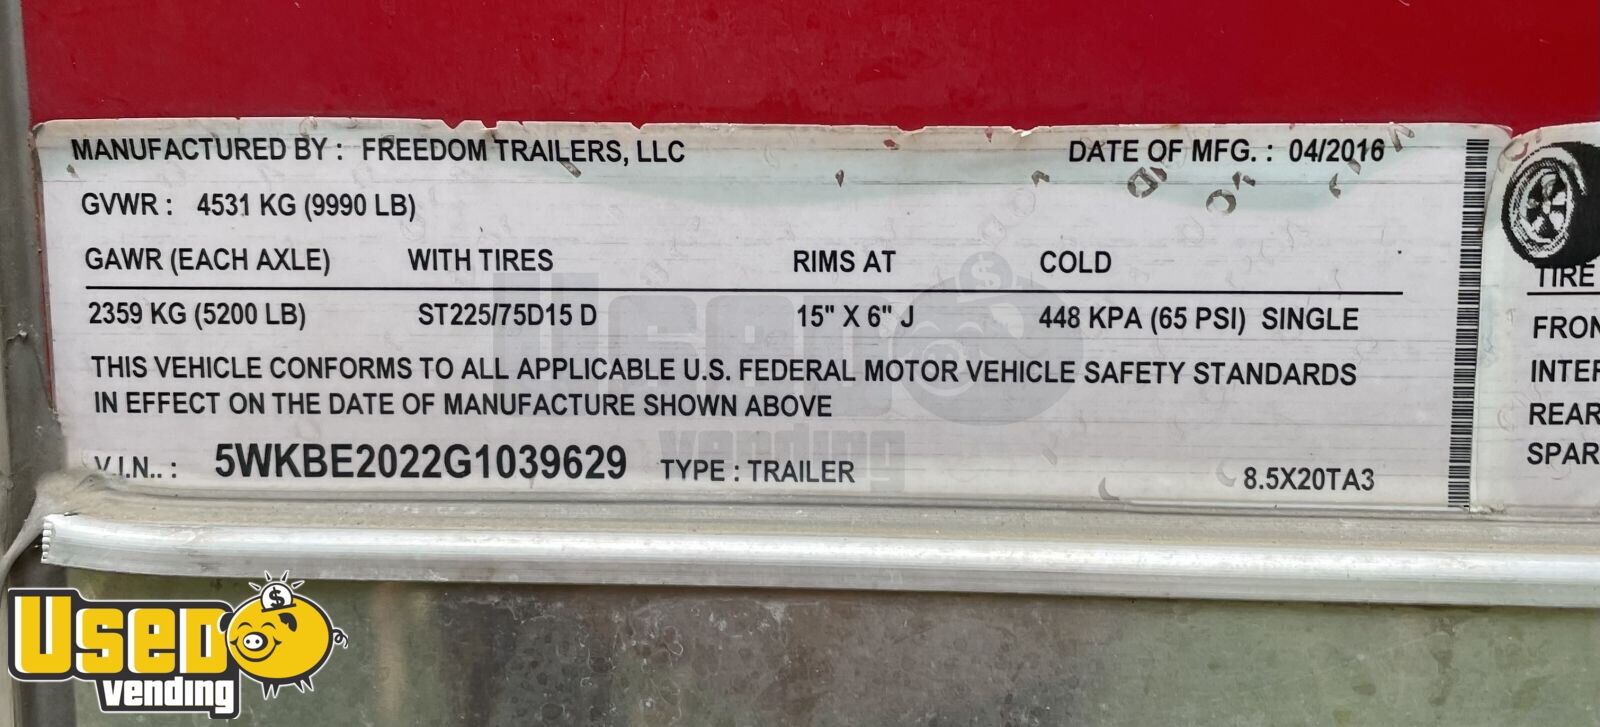 MANUFACTURED BY : FREEDOM TRAILERS, LLC DATE OF MFG. : 04/2016
GVWR : 4531 KG (9990 LB)
GAWR (EACH AXLE) WITH TIRES RIMS AT COLD
2359 KG (5200 LB) ST225/75D15 D 15" X 6" J 448 KPA (65 PSI) SINGLE
THIS VEHICLE CONFORMS TO ALL APPLICABLE U.S. FEDERAL MOTOR VEHICLE SAFETY STANDARDS
IN EFFECT ON THE DATE OF MANUFACTURE SHOWN ABOVE
V.I.N.. : 5WKBE2022G1039629 TYPE : TRAILER 8.5X20TA3
TIRE
FRON
INTER
REAR
SPAR
USED
vending
USED
vending